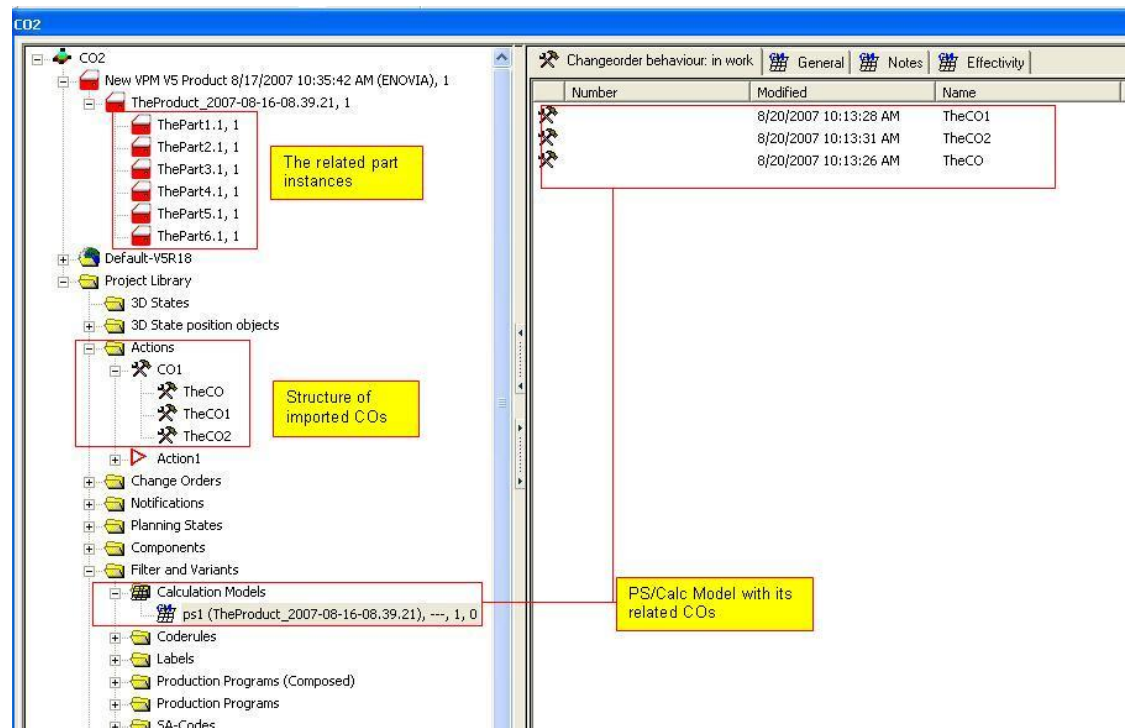 CO2
CO2
New VPM V5 Product 8/17/2007 10:35:42 AM (ENOVIA), 1
TheProduct_2007-08-16-08.39.21, 1
ThePart1.1, 1
ThePart2.1, 1
ThePart3.1, 1
ThePart4.1, 1
ThePart5.1, 1
ThePart6.1, 1
The related part
instances
Default-V5R18
Project Library
3D States
3D State position objects
Actions
CO1
TheCO
TheCO1
TheCO2
Structure of
imported COs
Action1
Change Orders
Notifications
Planning States
Components
Filter and Variants
Calculation Models
ps1 (TheProduct_2007-08-16-08.39.21), ---, 1, 0
Coderules
Labels
Production Programs (Composed)
Production Programs
SA-Codes
Changeorder behaviour: in work General Notes Effectivity
Number Modified Name
8/20/2007 10:13:28 AM TheCO1
8/20/2007 10:13:31 AM TheCO2
8/20/2007 10:13:26 AM TheCO
PS/Calc Model with its
related COs